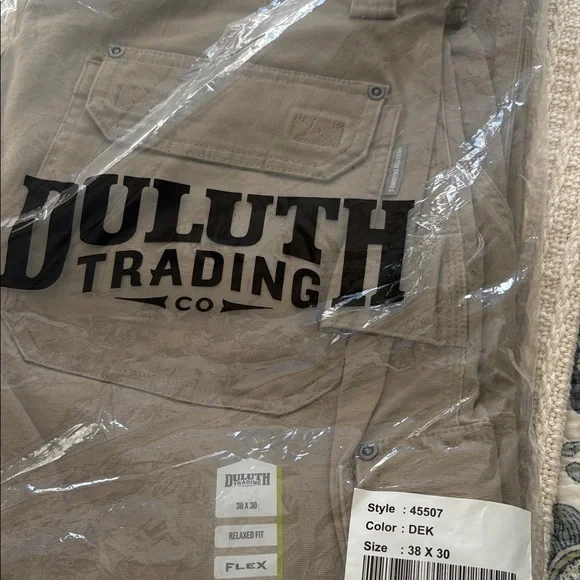 DULUTH
TRADING
CO
DULUTH
TRADING
38 X 30
RELAXED FIT
FLEX
Style : 45507
Color : DEK
Size : 38 X 30